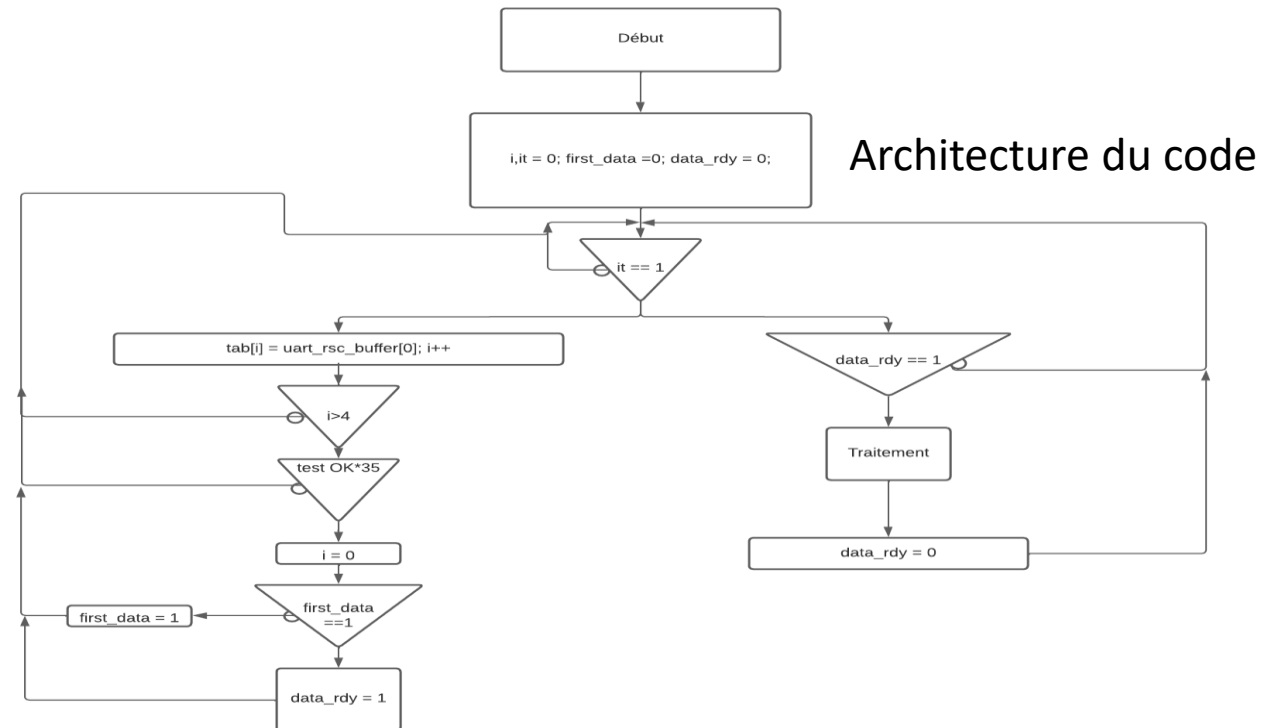 Début
i,it = 0; first_data =0; data_rdy = 0;
Architecture du code
it == 1
tab[i] = uart_rsc_buffer[0]; i++
data_rdy == 1
i>4
Traitement
test OK*35
data_rdy = 0
i = 0
first_data
==1
first_data = 1
data_rdy = 1